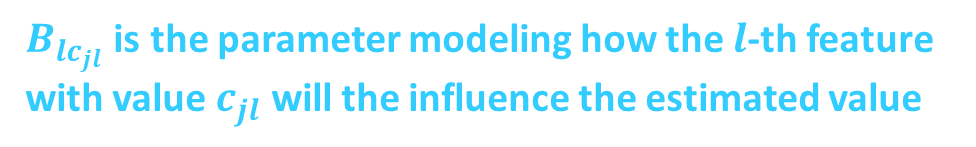 $B_{lc_{jl}}$ is the parameter modeling how the $l$-th feature
with value $c_{jl}$ will the influence the estimated value